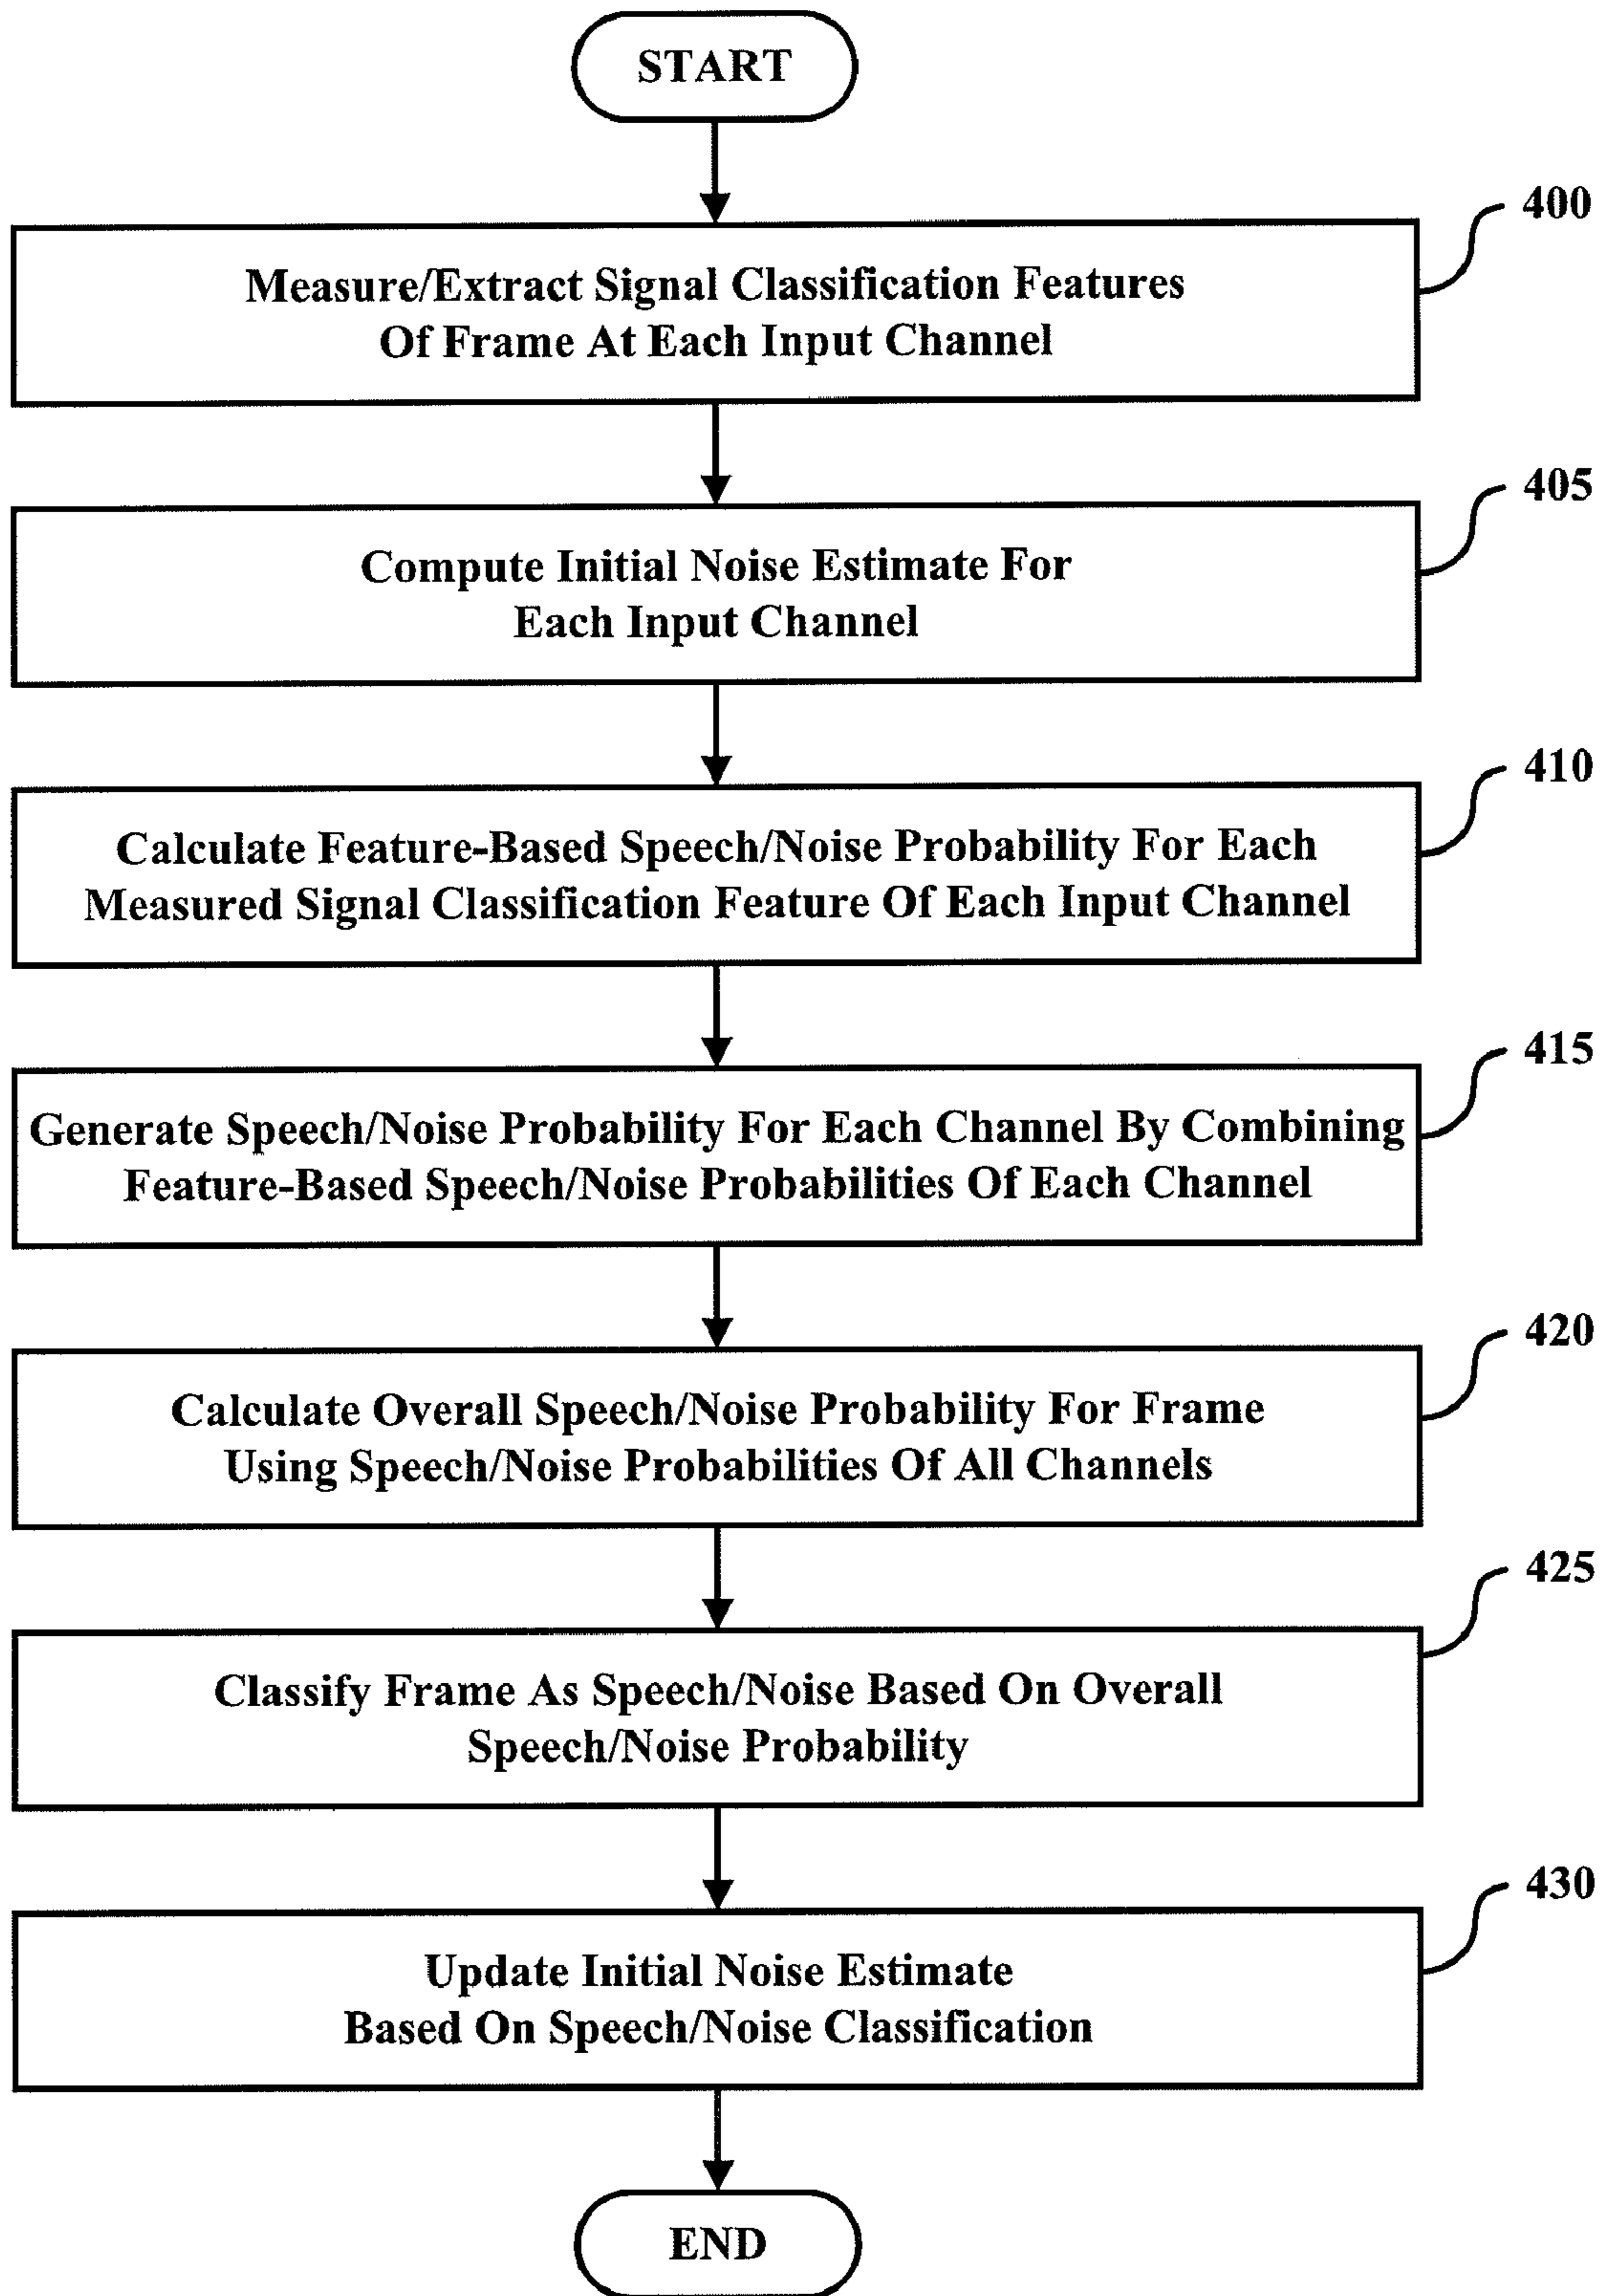 START
400
Measure/Extract Signal Classification Features
Of Frame At Each Input Channel
405
Compute Initial Noise Estimate For
Each Input Channel
410
Calculate Feature-Based Speech/Noise Probability For Each
Measured Signal Classification Feature Of Each Input Channel
415
Generate Speech/Noise Probability For Each Channel By Combining
Feature-Based Speech/Noise Probabilities Of Each Channel
420
Calculate Overall Speech/Noise Probability For Frame
Using Speech/Noise Probabilities Of All Channels
425
Classify Frame As Speech/Noise Based On Overall
Speech/Noise Probability
430
Update Initial Noise Estimate
Based On Speech/Noise Classification
END